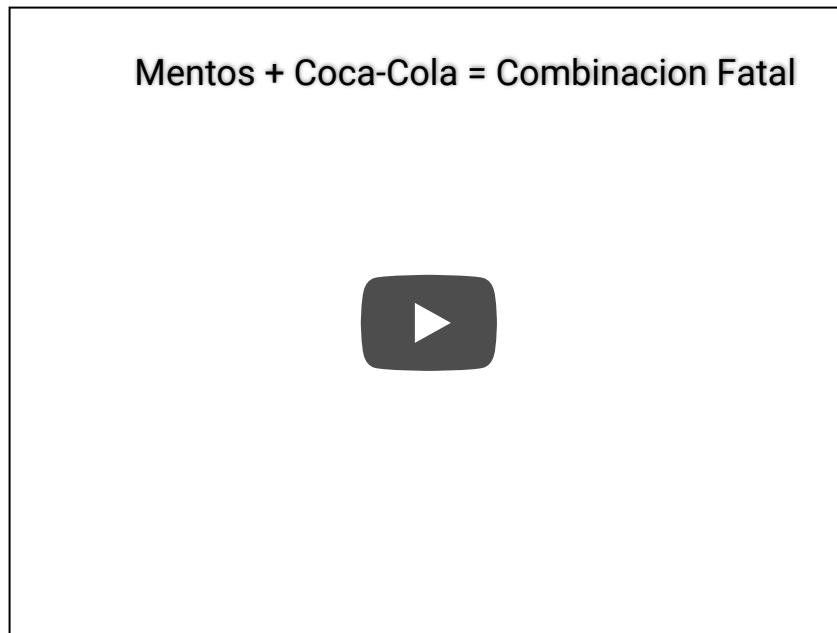 Mentos + Coca-Cola = Combinacion Fatal